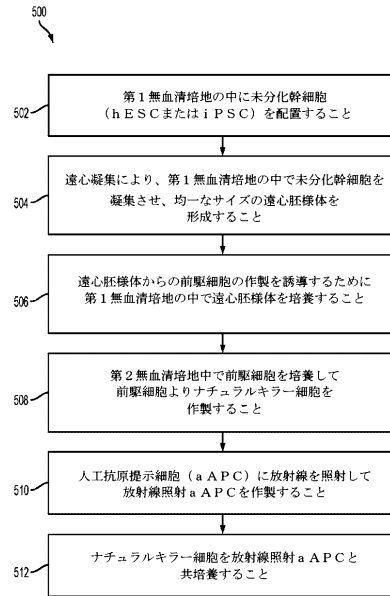 500
502
第1無血清培地の中に未分化幹細胞
(hESCまたはiPSC)を配置すること
504
遠心凝集により、第1無血清培地の中で未分化幹細胞を
凝集させ、均一なサイズの遠心胚様体を
形成すること
506
遠心胚様体からの前駆細胞の作製を誘導するために
第1無血清培地の中で遠心胚様体を培養すること
508
第2無血清培地中で前駆細胞を培養して
前駆細胞よりナチュラルキラー細胞を
作製すること
510
人工抗原提示細胞(aAPC)に放射線を照射して
放射線照射aAPCを作製すること
512
ナチュラルキラー細胞を放射線照射aAPCと
共培養すること